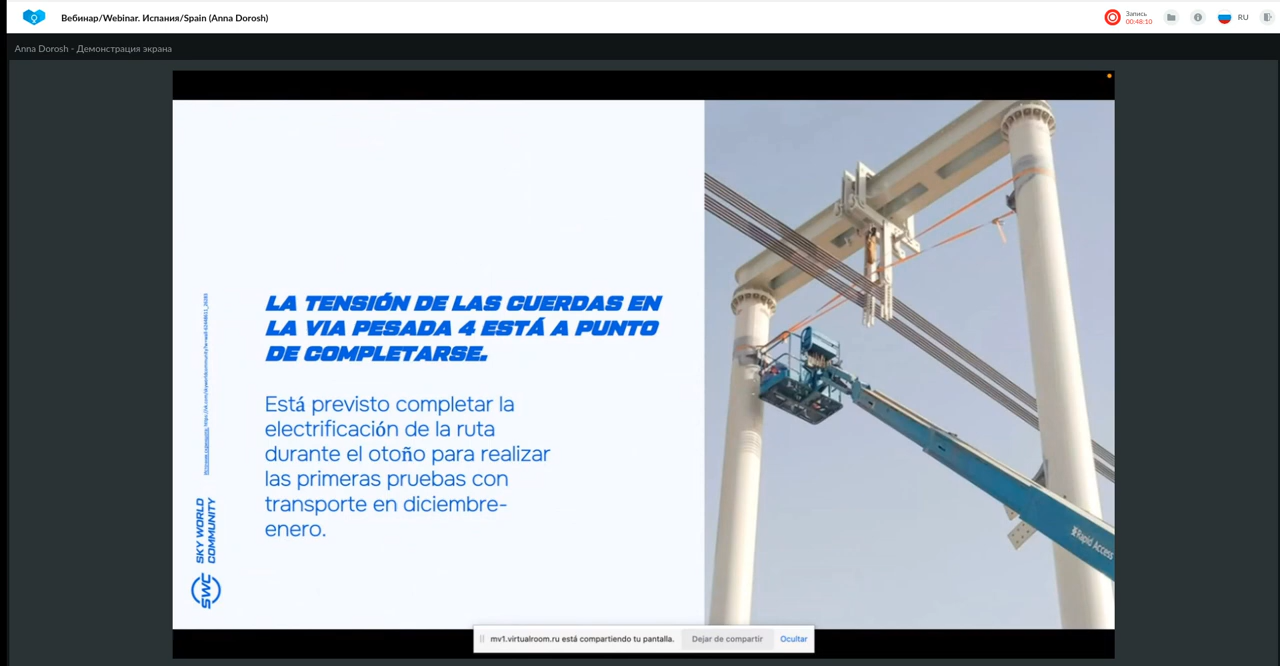 Вебинар/Webinar. Испания/Spain (Anna Dorosh)
Запись
00:48:10
RU
Anna Dorosh - Демонстрация экрана
LA TENSIÓN DE LAS CUERDAS EN
LA VIA PESADA 4 ESTÁ A PUNTO
DE COMPLETARSE.
Está previsto completar la
electrificación de la ruta
durante el otoño para realizar
las primeras pruebas con
transporte en diciembre-
enero.
SKY WORLD
COMMUNITY
SWC
Rapid Access
mv1.virtualroom.ru está compartiendo tu pantalla.
Dejar de compartir
Ocultar